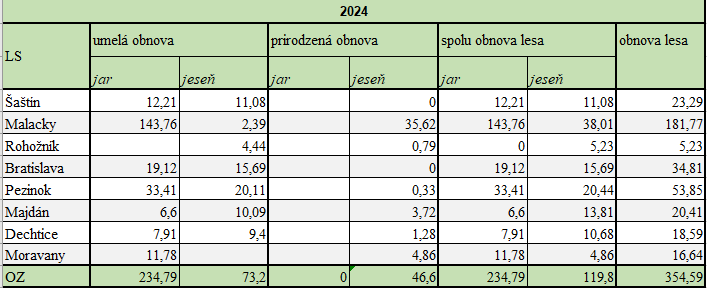 2024
LS umelá obnova prirodzená obnova spolu obnova lesa obnova lesa
jar jeseň jar jeseň jar jeseň
Šaštin 12,21 11,08 0 12,21 11,08 23,29
Malacky 143,76 2,39 35,62 143,76 38,01 181,77
Rohožník 4,44 0,79 0 5,23 5,23
Bratislava 19,12 15,69 0 19,12 15,69 34,81
Pezinok 33,41 20,11 0,33 33,41 20,44 53,85
Majdán 6,6 10,09 3,72 6,6 13,81 20,41
Dechtice 7,91 9,4 1,28 7,91 10,68 18,59
Moravany 11,78 4,86 11,78 4,86 16,64
OZ 234,79 73,2 0 46,6 234,79 119,8 354,59